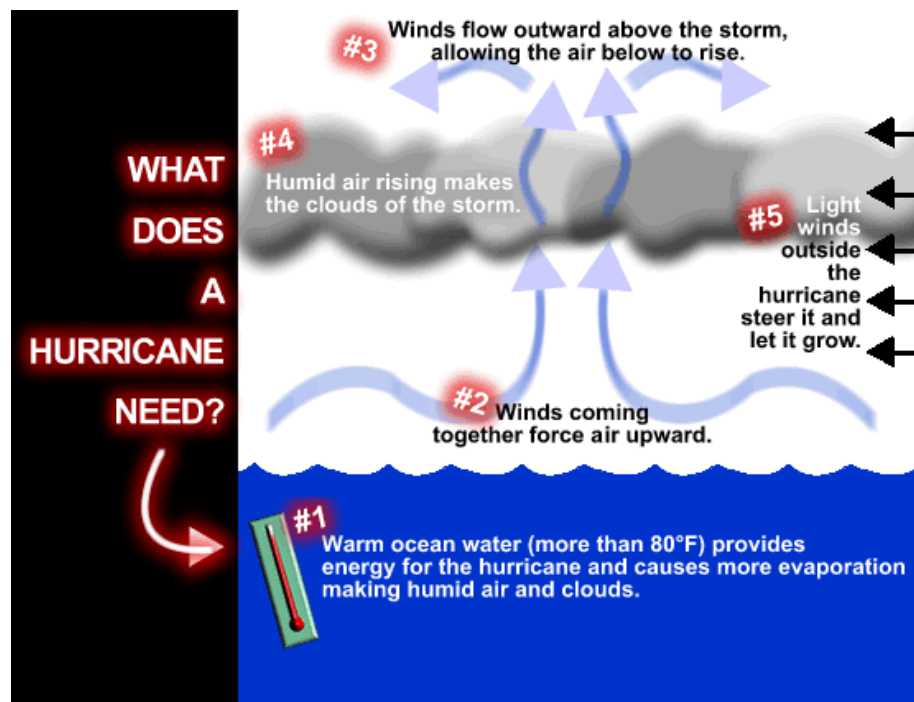 WHAT
DOES
A
HURRICANE
NEED?
#1
Warm ocean water (more than 80°F) provides
energy for the hurricane and causes more evaporation
making humid air and clouds.
#2
Winds coming
together force air upward.
#3
Winds flow outward above the storm,
allowing the air below to rise.
#4
Humid air rising makes
the clouds of the storm.
#5
Light
winds
outside
the
hurricane
steer it and
let it grow.